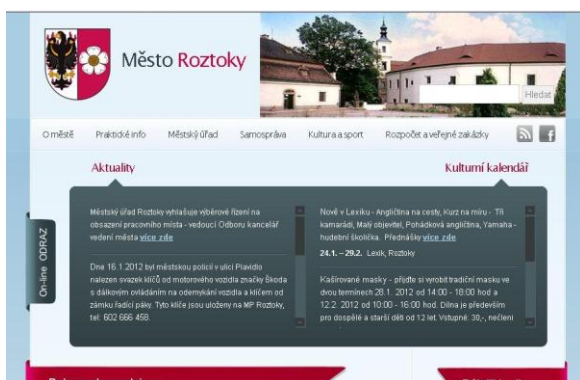 Město Roztoky
Hledat
O městě Praktické info Městský úřad Samospráva Kultura a sport Rozpočet a veřejné zakázky
Aktuality
Kulturní kalendář
On-line ODRAZ
Městský úřad Roztoky vyhlašuje výběrové řízení na
obsazení pracovního místa - vedoucí Odboru kancelář
vedení města více zde
Dne 16.1.2012 byl městskou policií v ulici Plavidlo
nalezen svazek klíčů od motorového vozidla značky Škoda
s dálkovým ovládáním na odemykání vozidla a klíčem od
zámku řadící páky. Tyto klíče jsou uloženy na MP Roztoky,
tel: 602 666 458.
Nově v Lexiku - Angličtina na cesty, Kurz na míru - Tři
kamarádi, Malý objevitel, Pohádková angličtina, Yamaha -
hudební školička. Přednášky více zde
24.1. – 29.2. Lexik, Roztoky
Kašírované masky - přijďte si vyrobit tradiční masku ve
dvou termínech 28.1. 2012 od 14:00 - 18:00 hod a
12.2. 2012 od 10:00 - 16:00 hod. Dílna je především
pro dospělé a starší děti od 12 let. Vstupné: 30,-, nečlení